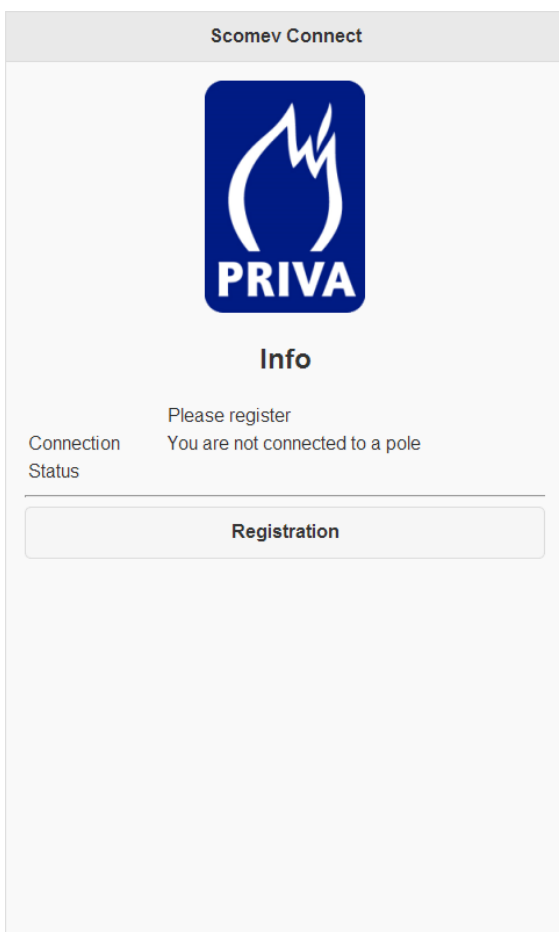 Scomev Connect
PRIVA
Info
Please register
Connection You are not connected to a pole
Status
Registration